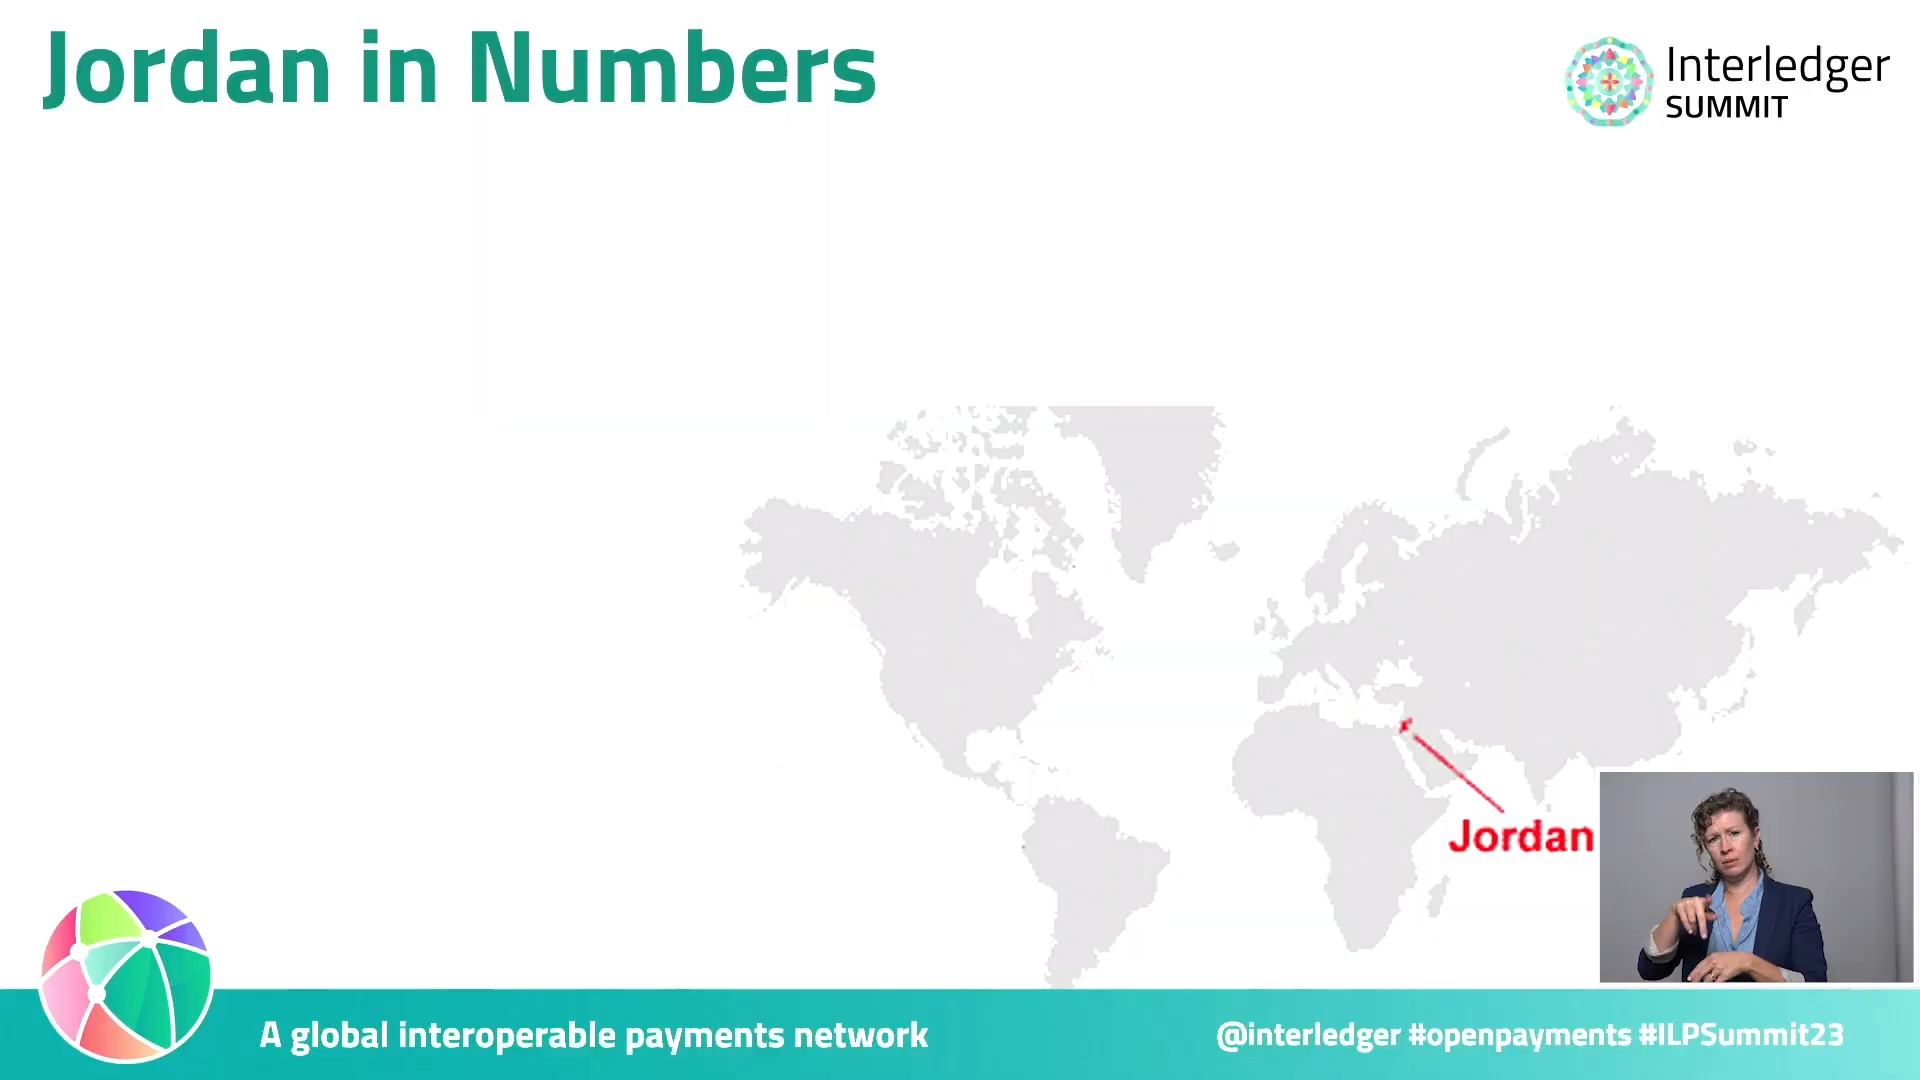 Jordan in Numbers
Interledger
SUMMIT
Jordan
A global interoperable payments network
@interledger #openpayments #ILPSummit23